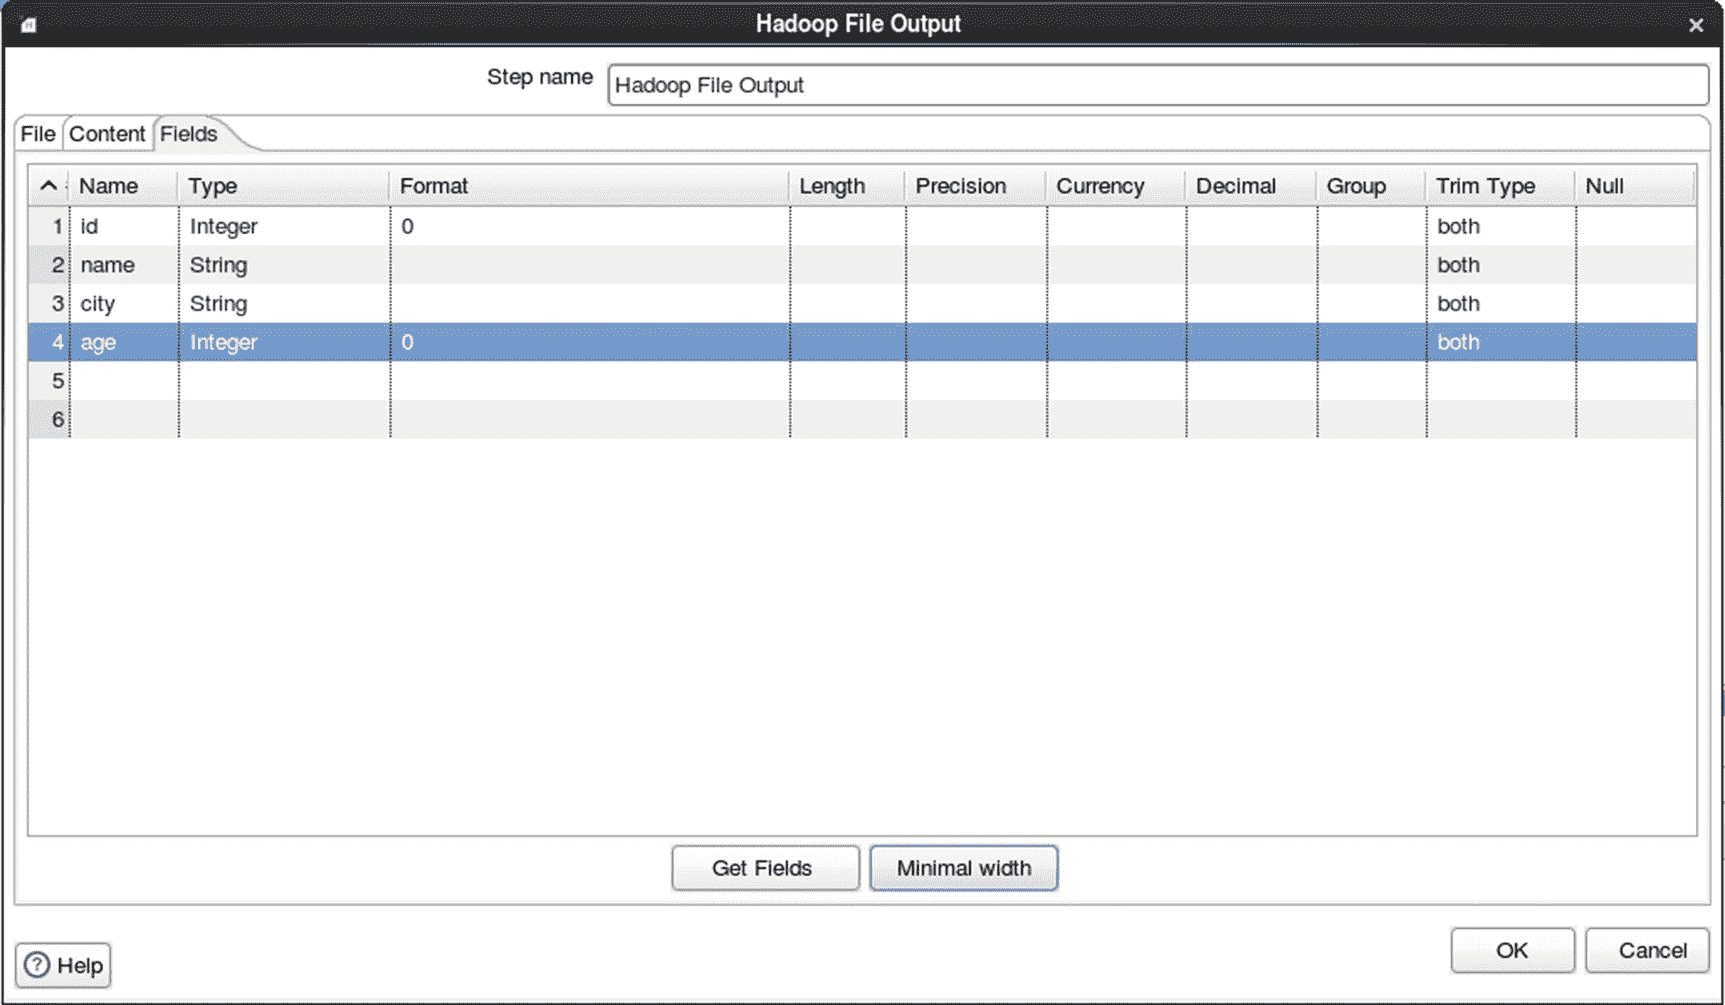 Hadoop File Output
Step name Hadoop File Output
File Content Fields
Name Type Format Length Precision Currency Decimal Group Trim Type Null
1 id Integer 0 both
2 name String both
3 city String both
4 age Integer 0 both
5
6
Get Fields Minimal width
Help OK Cancel